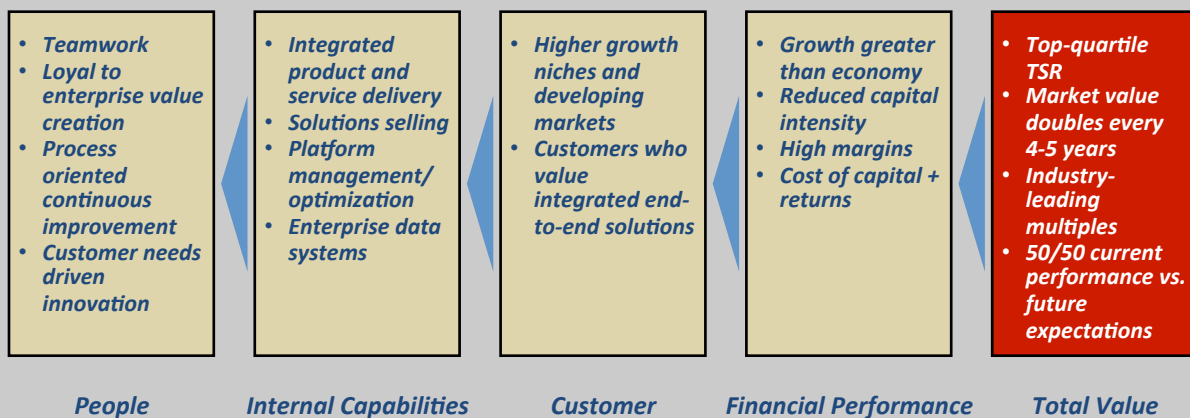 • Teamwork
• Loyal to
enterprise value
creation
• Process
oriented
continuous
improvement
• Customer needs
driven
innovation
People
• Integrated
product and
service delivery
• Solutions selling
• Platform
management/
optimization
• Enterprise data
systems
Internal Capabilities
• Higher growth
niches and
developing
markets
• Customers who
value
integrated end-
to-end solutions
Customer
• Growth greater
than economy
• Reduced capital
intensity
• High margins
• Cost of capital +
returns
Financial Performance
• Top-quartile
TSR
• Market value
doubles every
4-5 years
• Industry-
leading
multiples
• 50/50 current
performance vs.
future
expectations
Total Value